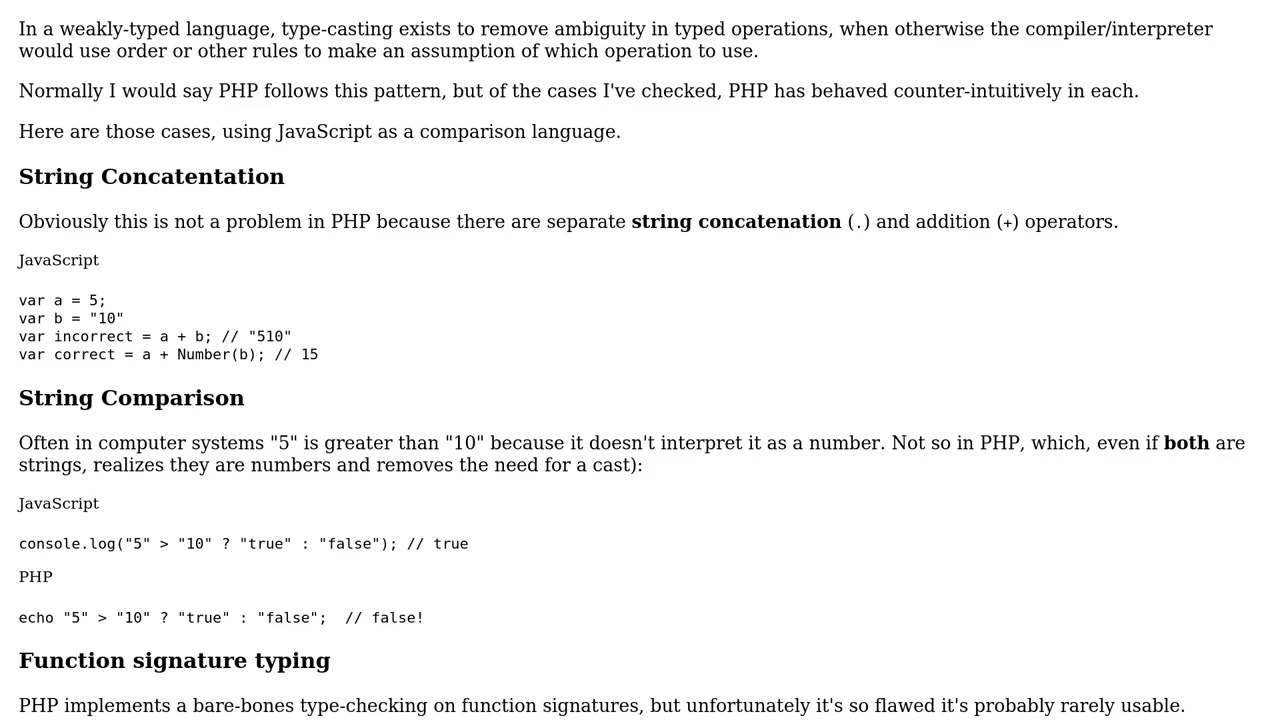 In a weakly-typed language, type-casting exists to remove ambiguity in typed operations, when otherwise the compiler/interpreter
would use order or other rules to make an assumption of which operation to use.
Normally I would say PHP follows this pattern, but of the cases I've checked, PHP has behaved counter-intuitively in each.
Here are those cases, using JavaScript as a comparison language.
String Concatentation
Obviously this is not a problem in PHP because there are separate string concatenation (.) and addition (+) operators.
JavaScript
var a = 5;
var b = "10"
var incorrect = a + b; // "510"
var correct = a + Number(b); // 15
String Comparison
Often in computer systems "5" is greater than "10" because it doesn't interpret it as a number. Not so in PHP, which, even if both are
strings, realizes they are numbers and removes the need for a cast):
JavaScript
console.log("5" > "10" ? "true" : "false"); // true
PHP
echo "5" > "10" ? "true" : "false";  // false!
Function signature typing
PHP implements a bare-bones type-checking on function signatures, but unfortunately it's so flawed it's probably rarely usable.